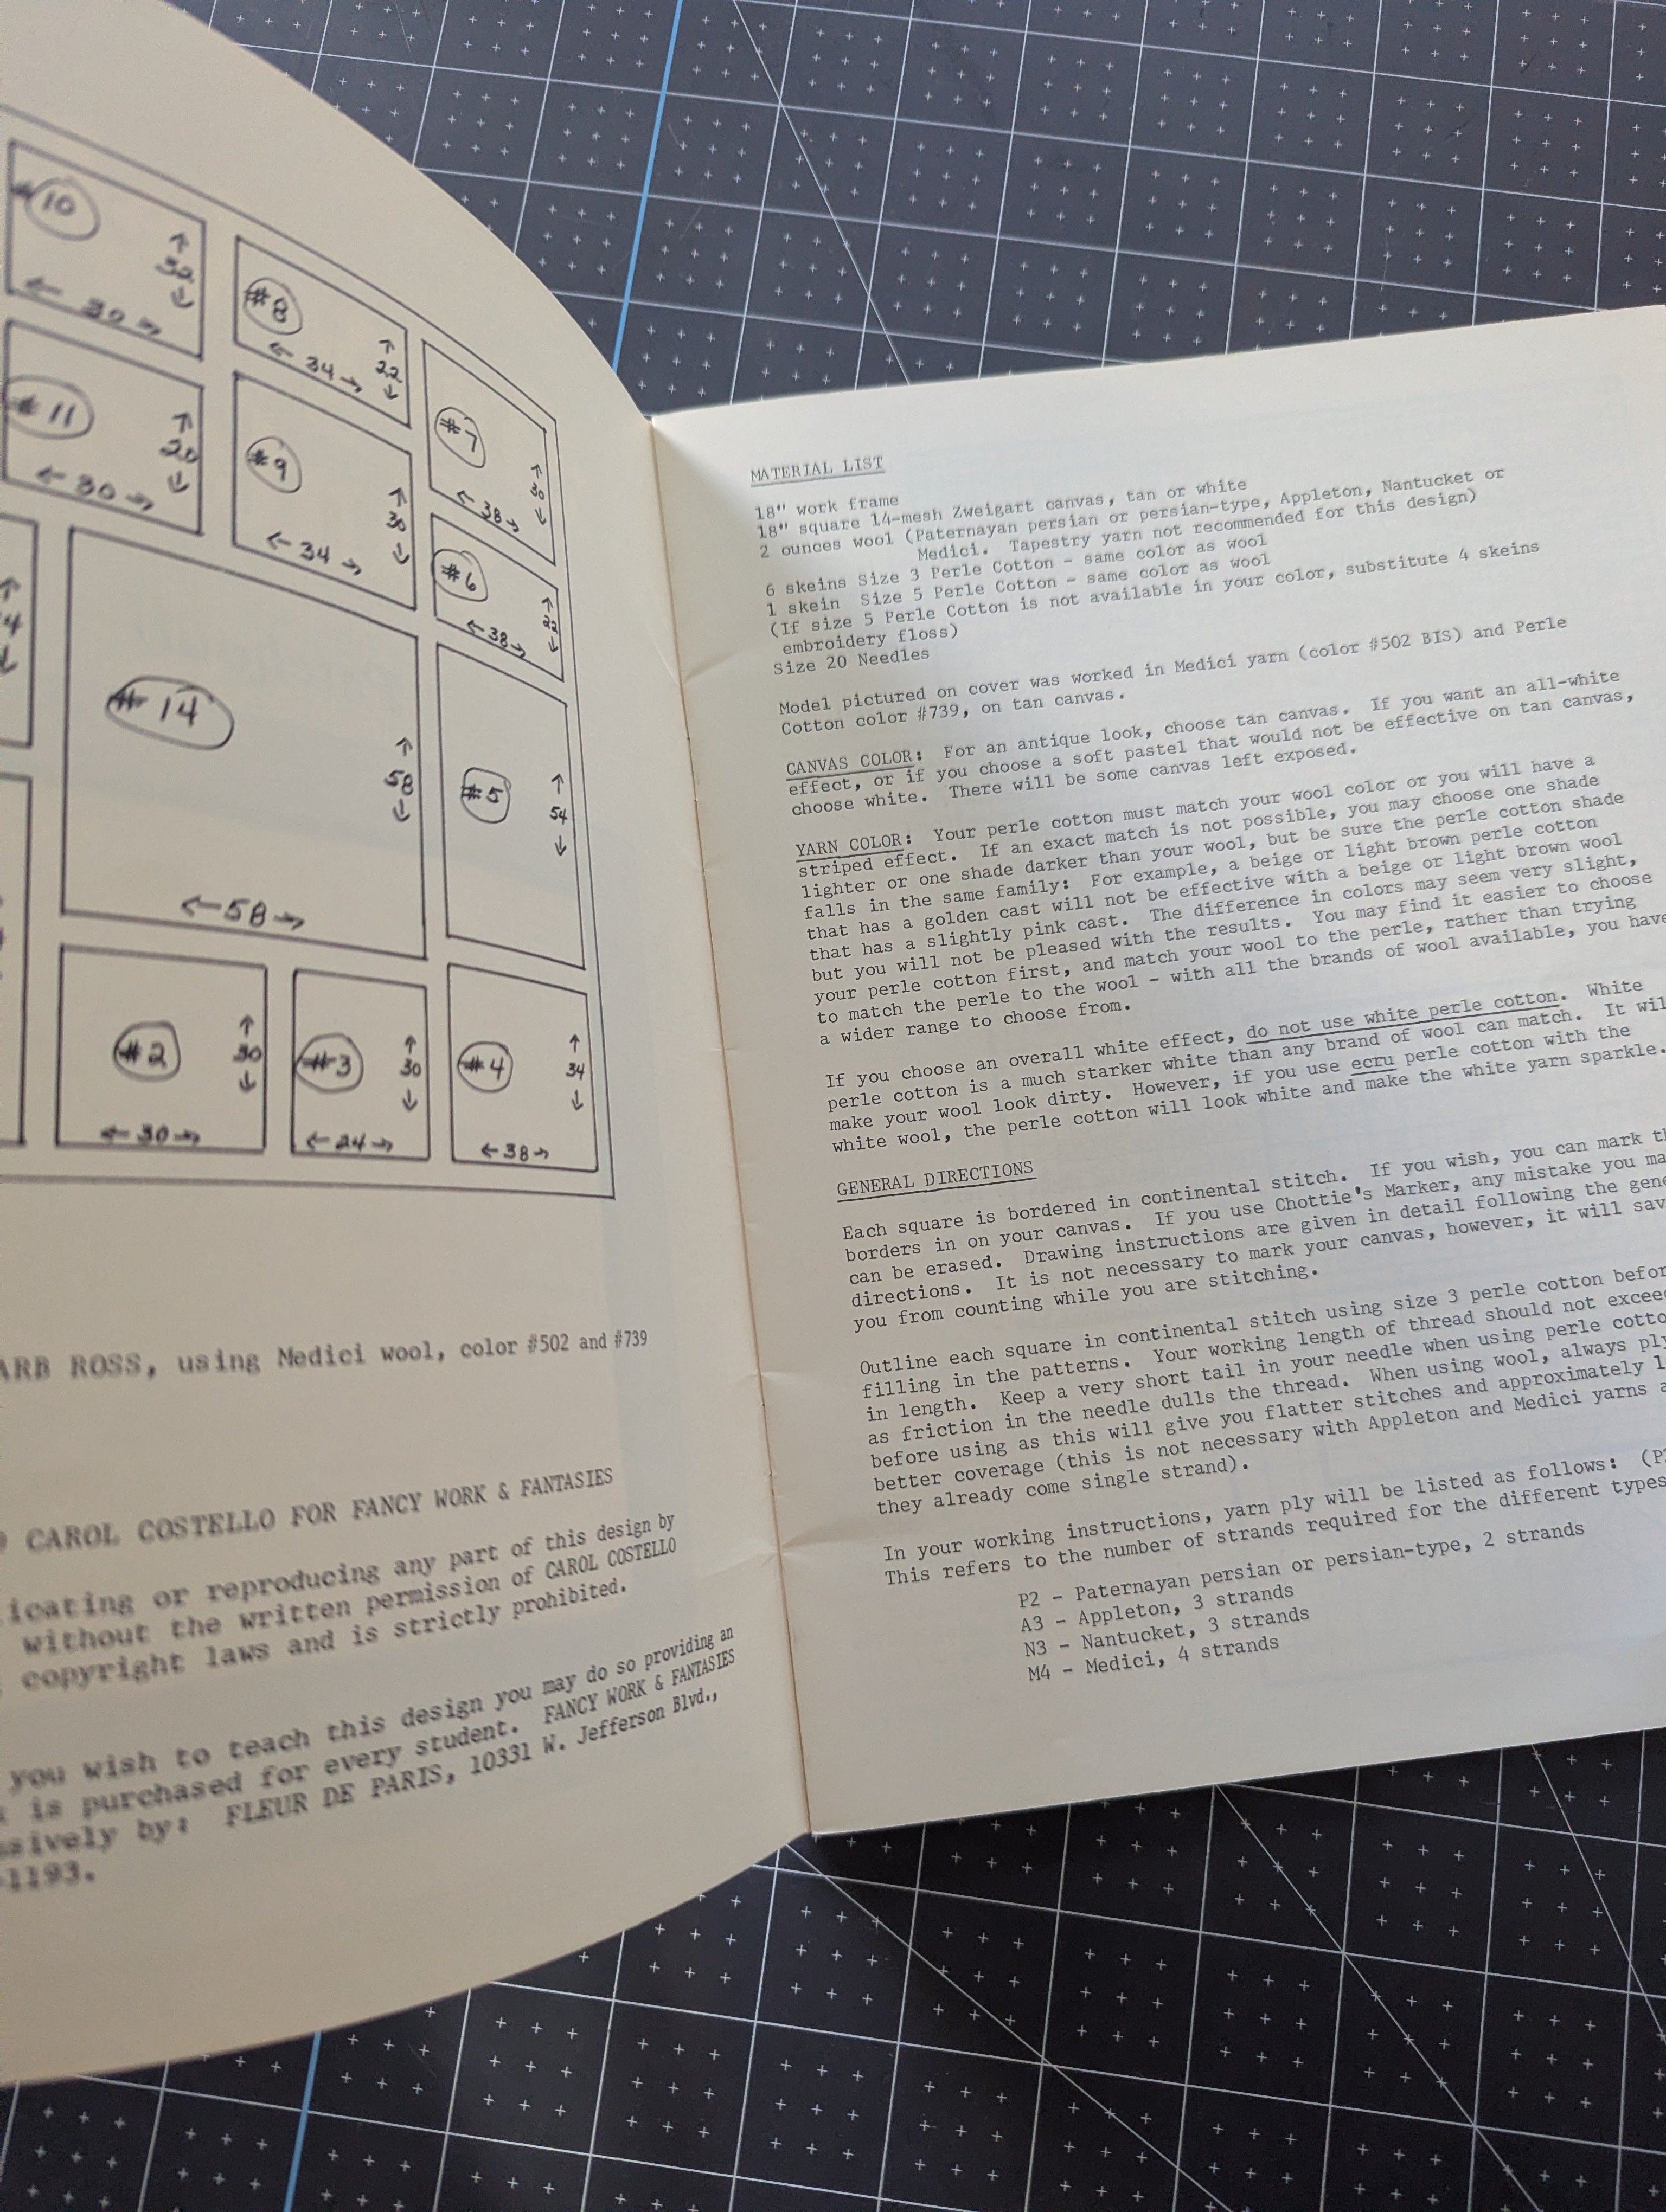 #10
32
30
#8
22
34
#7
30
38
#11
20
30
#9
30
34
#6
22
38
#14
58
58
#5
54
#2
30
30
#3
30
24
#4
34
38
ARB ROSS, using Medici wool, color #502 and #739
CAROL COSTELLO FOR FANCY WORK & FANTASIES
icating or reproducing any part of this design by
without the written permission of CAROL COSTELLO
copyright laws and is strictly prohibited.
you wish to teach this design you may do so providing an
is purchased for every student. FANCY WORK & FANTASIES
sively by: FLEUR DE PARIS, 10331 W. Jefferson Blvd.,
-1193.
MATERIAL LIST
18" work frame
18" square 14-mesh Zweigart canvas, tan or white
2 ounces wool (Paternayan persian or persian-type, Appleton, Nantucket or
Medici. Tapestry yarn not recommended for this design)
6 skeins Size 3 Perle Cotton - same color as wool
1 skein Size 5 Perle Cotton - same color as wool
(If size 5 Perle Cotton is not available in your color, substitute 4 skeins
embroidery floss)
Size 20 Needles
Model pictured on cover was worked in Medici yarn (color #502 BIS) and Perle
Cotton color #739, on tan canvas.
CANVAS COLOR: For an antique look, choose tan canvas. If you want an all-white
effect, or if you choose a soft pastel that would not be effective on tan canvas,
choose white. There will be some canvas left exposed.
YARN COLOR: Your perle cotton must match your wool color or you will have a
striped effect. If an exact match is not possible, you may choose one shade
lighter or one shade darker than your wool, but be sure the perle cotton shade
falls in the same family: For example, a beige or light brown perle cotton
that has a golden cast will not be effective with a beige or light brown wool
that has a slightly pink cast. The difference in colors may seem very slight,
but you will not be pleased with the results. You may find it easier to choose
your perle cotton first, and match your wool to the perle, rather than trying
to match the perle to the wool - with all the brands of wool available, you have
a wider range to choose from.
If you choose an overall white effect, do not use white perle cotton. White
perle cotton is a much starker white than any brand of wool can match. It wil
make your wool look dirty. However, if you use ecru perle cotton with the
white wool, the perle cotton will look white and make the white yarn sparkle.
GENERAL DIRECTIONS
Each square is bordered in continental stitch. If you wish, you can mark th
borders in on your canvas. If you use Chottie's Marker, any mistake you ma
can be erased. Drawing instructions are given in detail following the gene
directions. It is not necessary to mark your canvas, however, it will sav
you from counting while you are stitching.
Outline each square in continental stitch using size 3 perle cotton befor
filling in the patterns. Your working length of thread should not excee
in length. Keep a very short tail in your needle when using perle cotto
as friction in the needle dulls the thread. When using wool, always ply
before using as this will give you flatter stitches and approximately 1
better coverage (this is not necessary with Appleton and Medici yarns a
they already come single strand).
In your working instructions, yarn ply will be listed as follows: (P2
This refers to the number of strands required for the different types
P2 - Paternayan persian or persian-type, 2 strands
A3 - Appleton, 3 strands
N3 - Nantucket, 3 strands
M4 - Medici, 4 strands